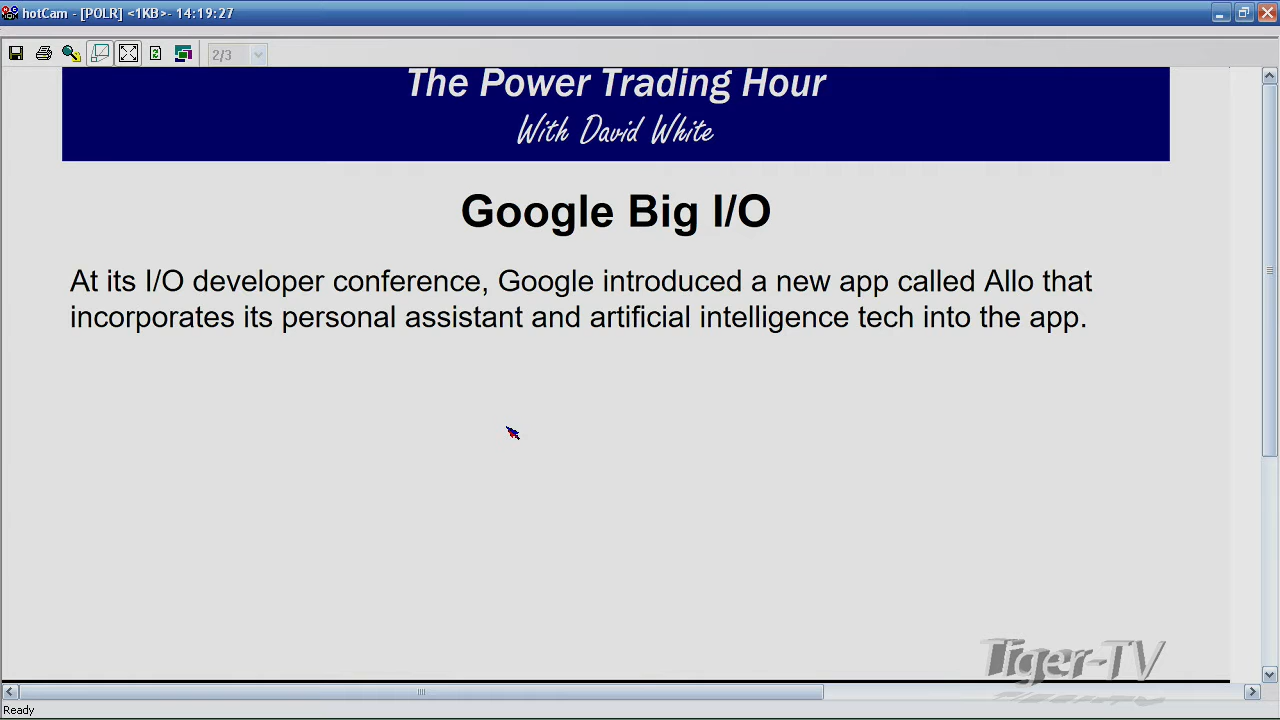 hotCam - [POLR] <1KB>- 14:19:27
2/3
The Power Trading Hour
With David White
Google Big I/O
At its I/O developer conference, Google introduced a new app called Allo that
incorporates its personal assistant and artificial intelligence tech into the app.
Tiger-TV
Ready